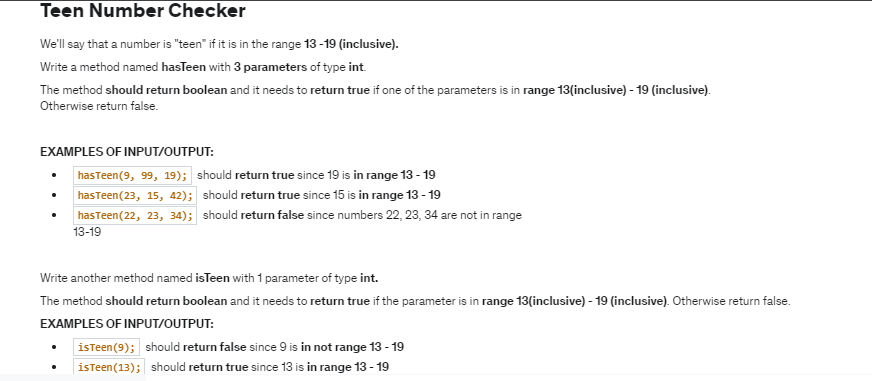 Teen Number Checker
We'll say that a number is "teen" if it is in the range 13 -19 (inclusive).
Write a method named hasTeen with 3 parameters of type int.
The method should return boolean and it needs to return true if one of the parameters is in range 13(inclusive) - 19 (inclusive).
Otherwise return false.
EXAMPLES OF INPUT/OUTPUT:
• hasTeen(9, 99, 19); should return true since 19 is in range 13 - 19
• hasTeen(23, 15, 42); should return true since 15 is in range 13 - 19
• hasTeen(22, 23, 34); should return false since numbers 22, 23, 34 are not in range
13-19
Write another method named isTeen with 1 parameter of type int.
The method should return boolean and it needs to return true if the parameter is in range 13(inclusive) - 19 (inclusive). Otherwise return false.
EXAMPLES OF INPUT/OUTPUT:
• isTeen(9); should return false since 9 is in not range 13 - 19
• isTeen(13); should return true since 13 is in range 13 - 19